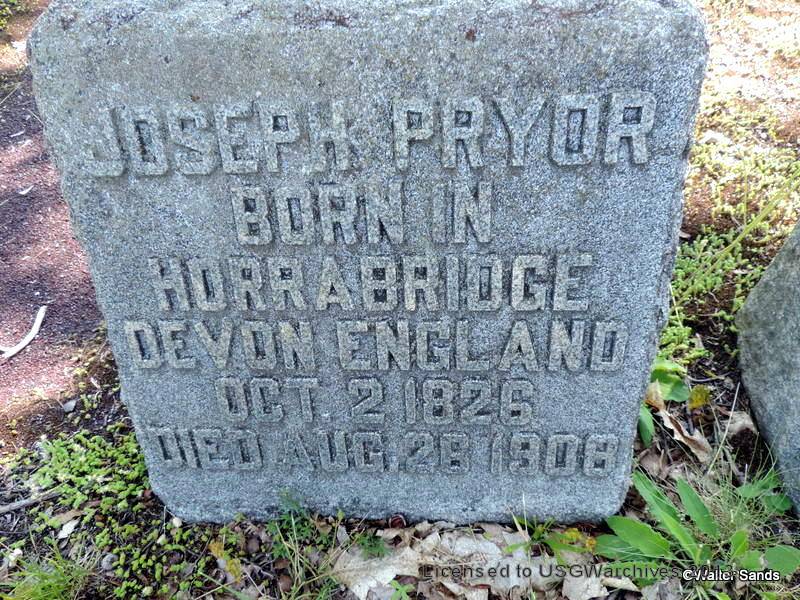 JOSEPH PRYOR
BORN IN
HORRABRIDGE
DEVON ENGLAND
OCT 2 1826
DIED AUG 28 1908
Licensed to USGWarchives
©Walter Sands